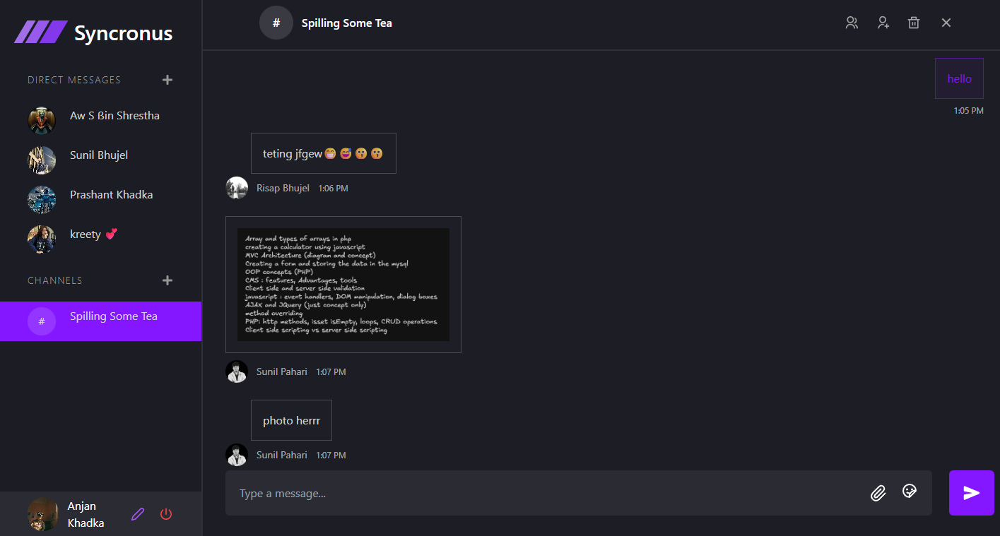 Syncronus
DIRECT MESSAGES
Aw S ßin Shrestha
Sunil Bhujel
Prashant Khadka
kreety 💕
CHANNELS
# Spilling Some Tea
Anjan
Khadka
# Spilling Some Tea
hello
1:05 PM
teting jfgew😁😅😗😗
Risap Bhujel 1:06 PM
Array and types of arrays in php
creating a calculator using javascript
MVC Architecture (diagram and concept)
Creating a form and storing the data in the mysql
OOP concepts (PHP)
CMS : features, Advantages, tools
Client side and server side validation
javascript : event handlers, DOM manipulation, dialog boxes
AJAX and JQuery (just concept only)
method overriding
PHP: http methods, isset isEmpty, loops, CRUD operations
Client side scripting vs server side scripting
Sunil Pahari 1:07 PM
photo herrr
Sunil Pahari 1:07 PM
Type a message...